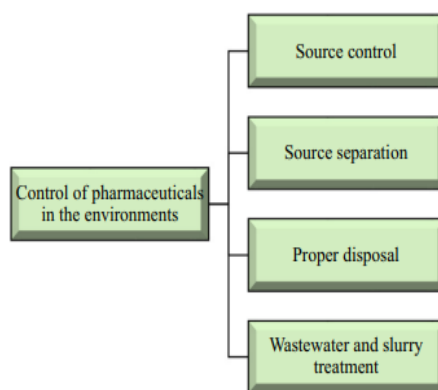 Source control
Source separation
Control of pharmaceuticals
in the environments
Proper disposal
Wastewater and slurry
treatment